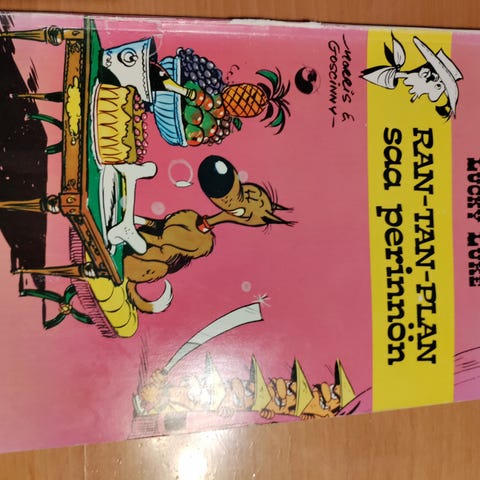 LUCKY LUKE
RAN-TAN-PLAN
saa perinnön
MORRIS &
GOSCINNY-